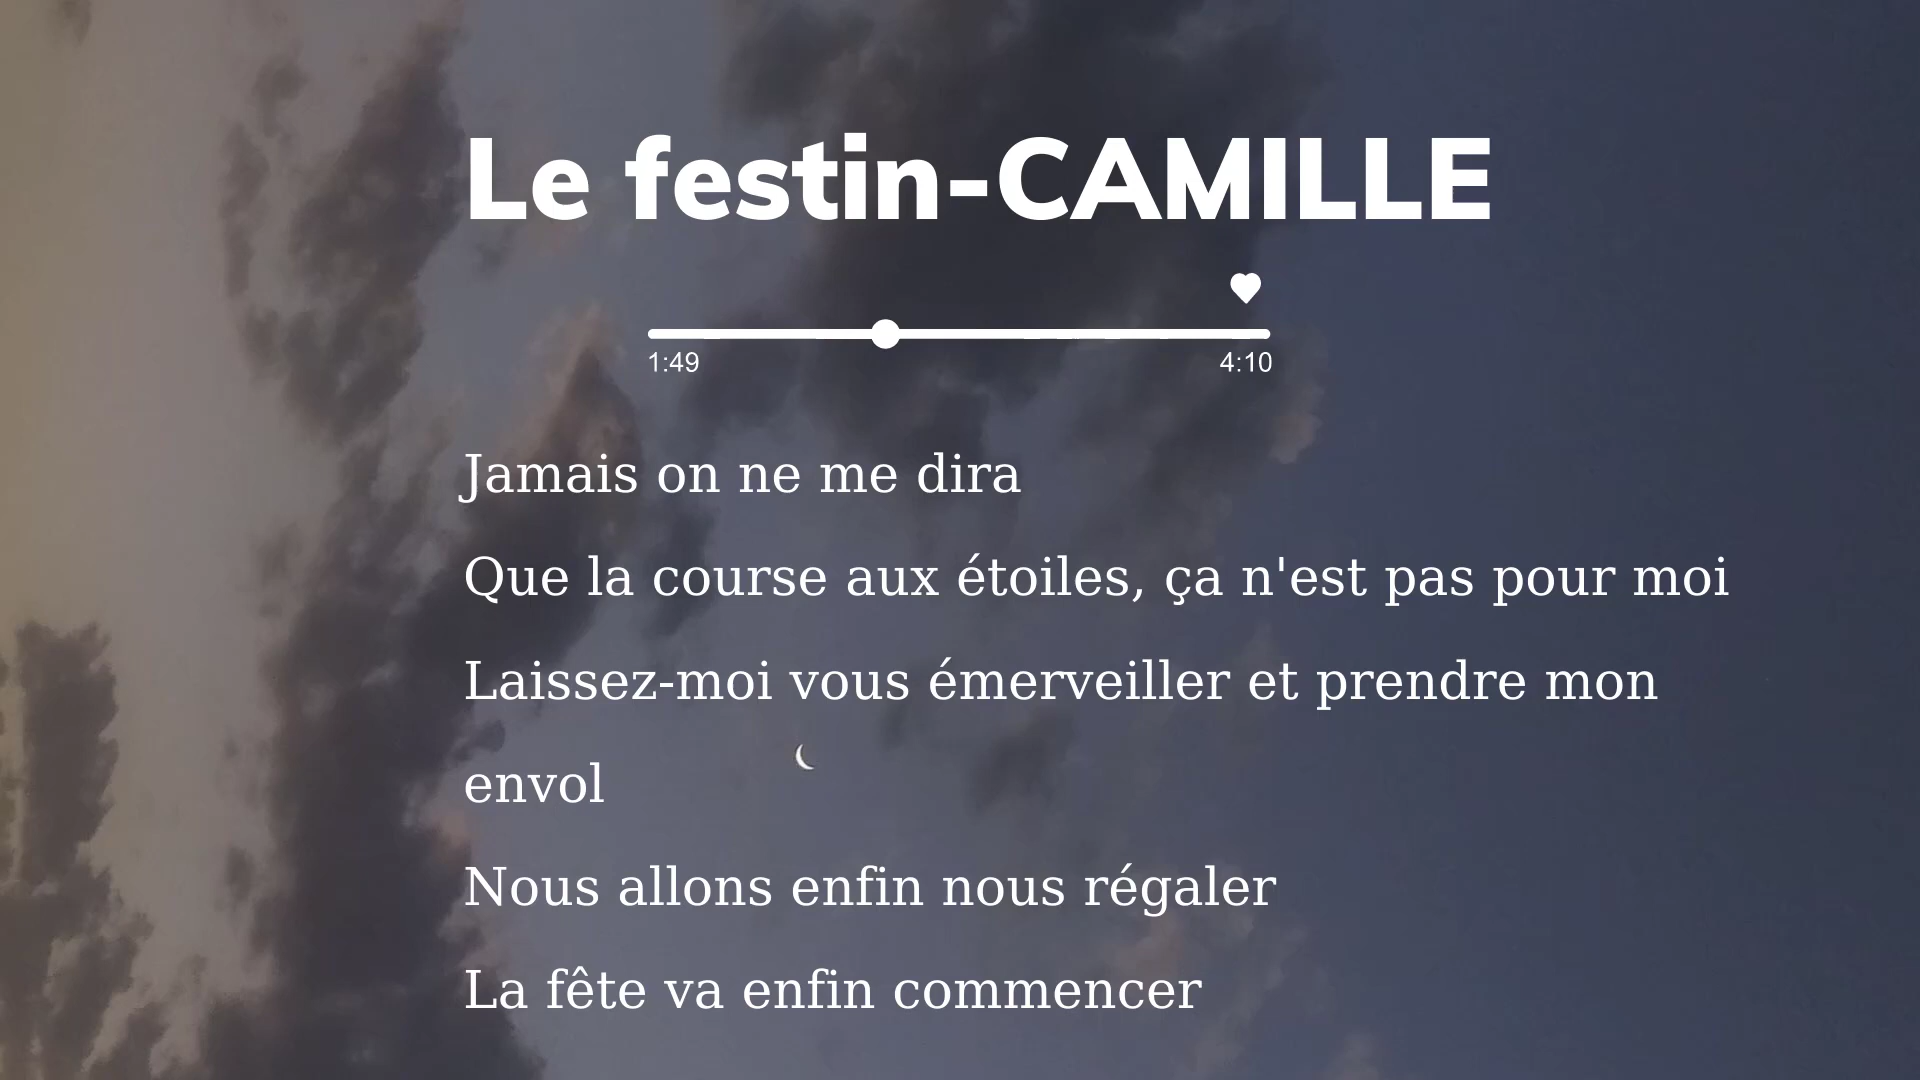 Le festin-CAMILLE
1:49
4:10
Jamais on ne me dira
Que la course aux étoiles, ça n'est pas pour moi
Laissez-moi vous émerveiller et prendre mon
envol
Nous allons enfin nous régaler
La fête va enfin commencer